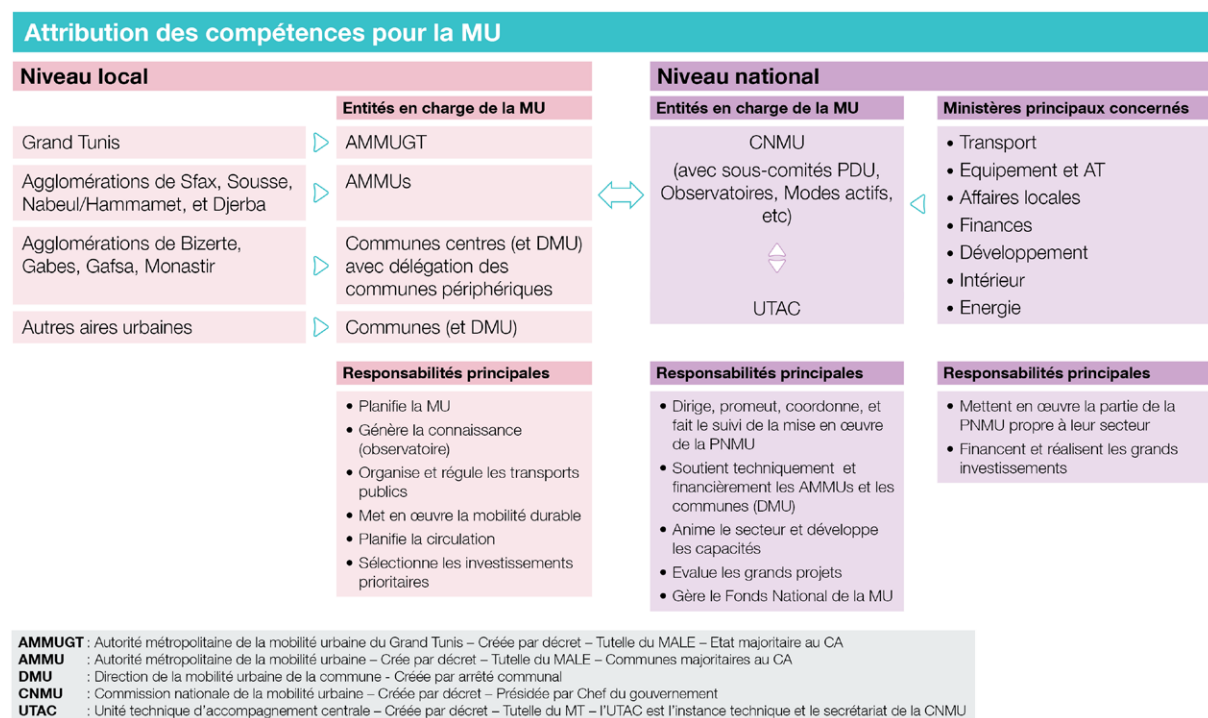 Attribution des compétences pour la MU
Niveau local
Entités en charge de la MU
Grand Tunis
AMMUGT
Agglomérations de Sfax, Sousse,
Nabeul/Hammamet, et Djerba
AMMUs
Agglomérations de Bizerte,
Gabes, Gafsa, Monastir
Communes centres (et DMU)
avec délégation des
communes périphériques
Autres aires urbaines
Communes (et DMU)
Responsabilités principales
• Planifie la MU
• Génère la connaissance
(observatoire)
• Organise et régule les transports
publics
• Met en œuvre la mobilité durable
• Planifie la circulation
• Sélectionne les investissements
prioritaires
Niveau national
Entités en charge de la MU
CNMU
(avec sous-comités PDU,
Observatoires, Modes actifs,
etc)
UTAC
Responsabilités principales
• Dirige, promeut, coordonne, et
fait le suivi de la mise en œuvre
de la PNMU
• Soutient techniquement et
financièrement les AMMUs et les
communes (DMU)
• Anime le secteur et développe
les capacités
• Evalue les grands projets
• Gère le Fonds National de la MU
Ministères principaux concernés
• Transport
• Equipement et AT
• Affaires locales
• Finances
• Développement
• Intérieur
• Energie
Responsabilités principales
• Mettent en œuvre la partie de la
PNMU propre à leur secteur
• Financent et réalisent les grands
investissements
AMMUGT : Autorité métropolitaine de la mobilité urbaine du Grand Tunis – Créée par décret – Tutelle du MALE – Etat majoritaire au CA
AMMU : Autorité métropolitaine de la mobilité urbaine – Crée par décret – Tutelle du MALE – Communes majoritaires au CA
DMU : Direction de la mobilité urbaine de la commune - Créée par arrêté communal
CNMU : Commission nationale de la mobilité urbaine – Créée par décret – Présidée par Chef du gouvernement
UTAC : Unité technique d'accompagnement centrale – Créée par décret – Tutelle du MT – l'UTAC est l'instance technique et le secrétariat de la CNMU